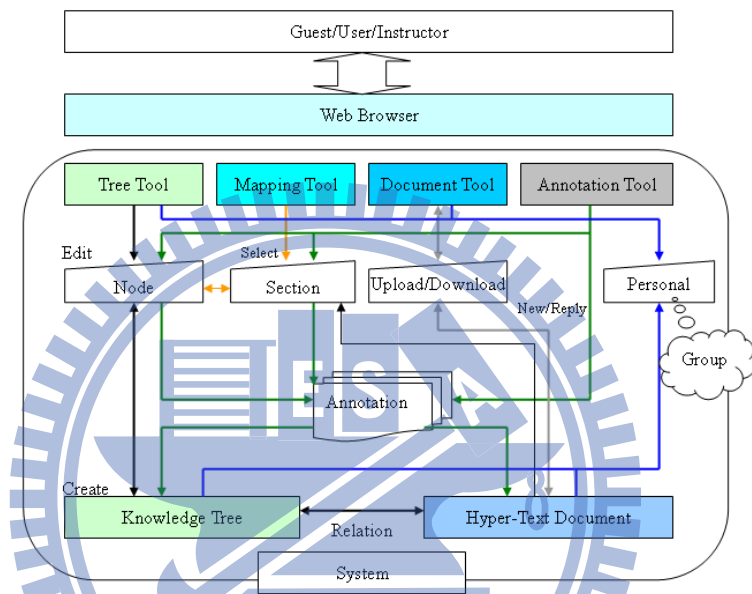 Guest/User/Instructor
Web Browser
Tree Tool
Mapping Tool
Document Tool
Annotation Tool
Edit
Select
Node
Section
Upload/Download
Personal
New/Reply
Group
Annotation
Create
Knowledge Tree
Relation
Hyper-Text Document
System
ESA